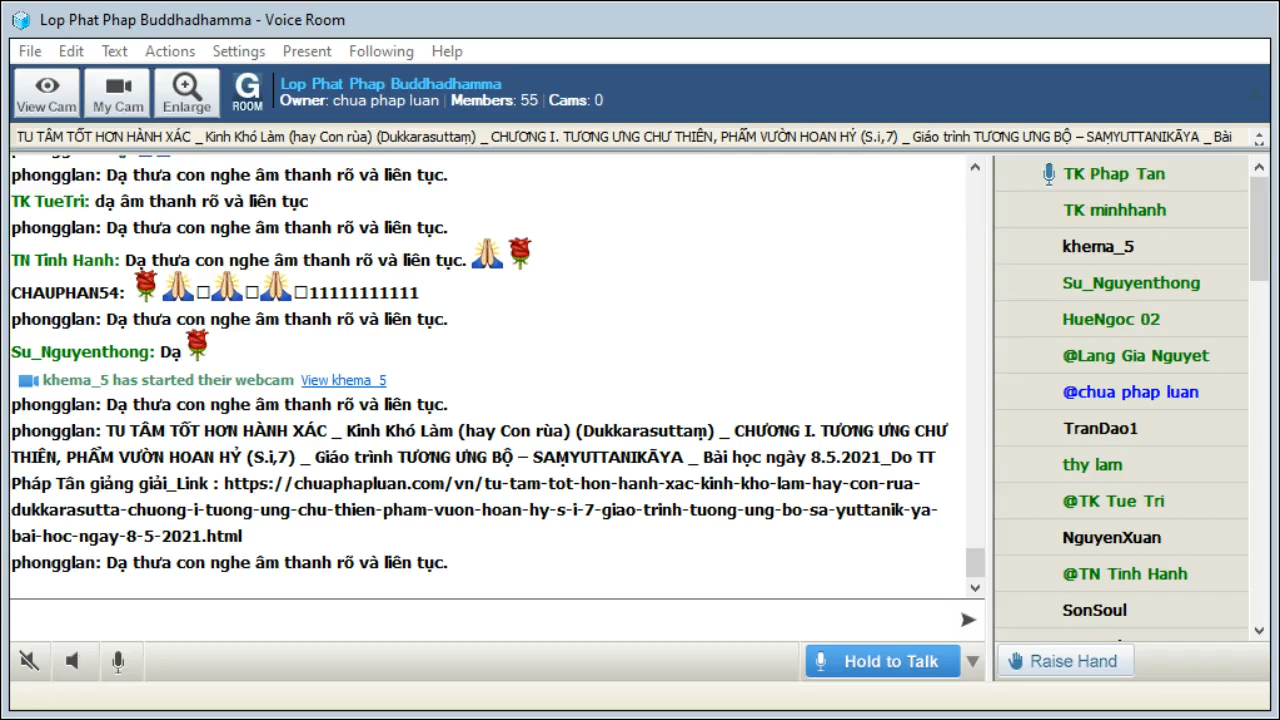 Lop Phat Phap Buddhadhamma - Voice Room
File Edit Text Actions Settings Present Following Help
View Cam My Cam Enlarge G ROOM
Lop Phat Phap Buddhadhamma
Owner: chua phap luan | Members: 55 | Cams: 0
TU TÂM TỐT HƠN HÀNH XÁC _ Kinh Khó Làm (hay Con rùa) (Dukkarasuttaṃ) _ CHƯƠNG I. TƯƠNG ƯNG CHƯ THIÊN, PHẨM VƯỜN HOAN HỶ (S.i,7) _ Giáo trình TƯƠNG ƯNG BỘ – SAṂYUTTANIKĀYA _ Bài
phongglan: Dạ thưa con nghe âm thanh rõ và liên tục.
TK TueTri: dạ âm thanh rõ và liên tục
phongglan: Dạ thưa con nghe âm thanh rõ và liên tục.
TN Tinh Hanh: Dạ thưa con nghe âm thanh rõ và liên tục.
CHAUPHAN54: 11111111111
phongglan: Dạ thưa con nghe âm thanh rõ và liên tục.
Su_Nguyenthong: Dạ
khema_5 has started their webcam View khema_5
phongglan: Dạ thưa con nghe âm thanh rõ và liên tục.
phongglan: TU TÂM TỐT HƠN HÀNH XÁC _ Kinh Khó Làm (hay Con rùa) (Dukkarasuttaṃ) _ CHƯƠNG I. TƯƠNG ƯNG CHƯ
THIÊN, PHẨM VƯỜN HOAN HỶ (S.i,7) _ Giáo trình TƯƠNG ƯNG BỘ – SAṂYUTTANIKĀYA _ Bài học ngày 8.5.2021_Do TT
Pháp Tân giảng giải_Link : https://chuaphapluan.com/vn/tu-tam-tot-hon-hanh-xac-kinh-kho-lam-hay-con-rua-
dukkarasutta-chuong-i-tuong-ung-chu-thien-pham-vuon-hoan-hy-s-i-7-giao-trinh-tuong-ung-bo-sa-yuttanik-ya-
bai-hoc-ngay-8-5-2021.html
phongglan: Dạ thưa con nghe âm thanh rõ và liên tục.
TK Phap Tan
TK minhhanh
khema_5
Su_Nguyenthong
HueNgoc 02
@Lang Gia Nguyet
@chua phap luan
TranDao1
thy lam
@TK Tue Tri
NguyenXuan
@TN Tinh Hanh
SonSoul
Hold to Talk
Raise Hand